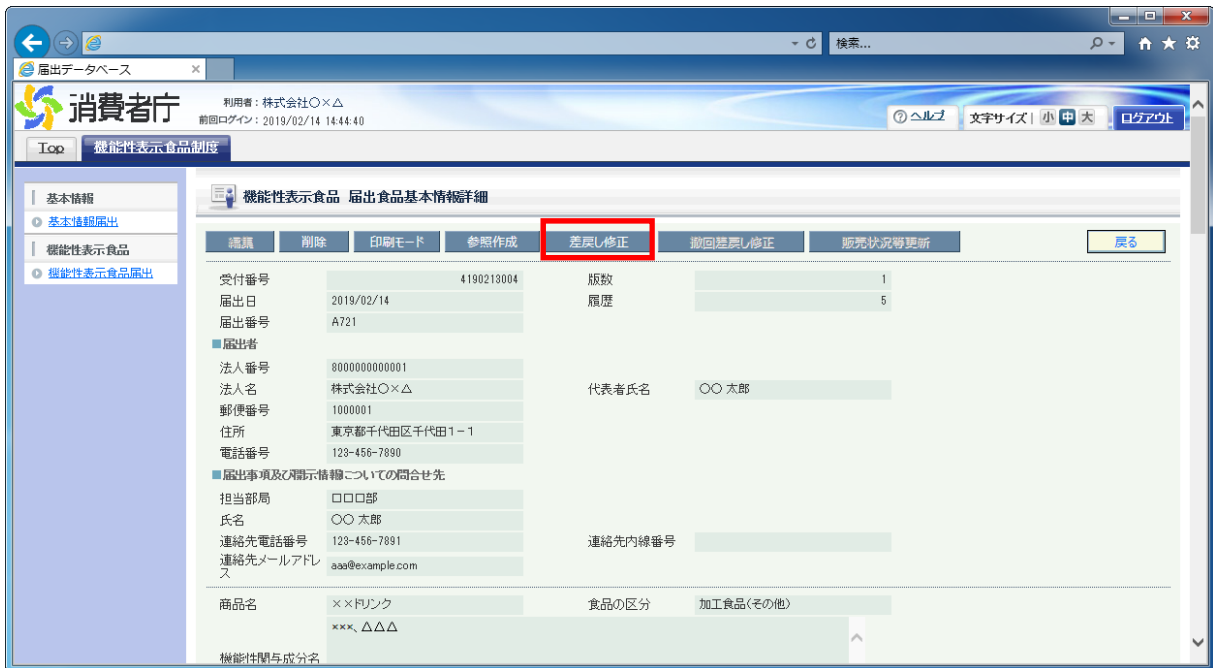 検索...
届出データベース ×
消費者庁
利用者：株式会社○×△
前回ログイン：2019/02/14 14:44:40
ヘルプ 文字サイズ| 小 中 大 ログアウト
Top 機能性表示食品制度
基本情報
基本情報届出
機能性表示食品
機能性表示食品届出
機能性表示食品 届出食品基本情報詳細
削除 印刷モード 参照作成 差戻し修正 撤回差戻し修正 販売状況等更新 戻る
受付番号 4190213004 版数 1
届出日 2019/02/14 履歴 5
届出番号 A721
■届出者
法人番号 8000000000001
法人名 株式会社○×△ 代表者氏名 ○○ 太郎
郵便番号 1000001
住所 東京都千代田区千代田1-1
電話番号 123-456-7890
■届出事項及び開示情報についての問合せ先
担当部局 □□□部
氏名 ○○ 太郎
連絡先電話番号 123-456-7891 連絡先内線番号
連絡先メールアドレス aaa@example.com
商品名 ××ドリンク 食品の区分 加工食品(その他)
×××、△△△
機能性関与成分名